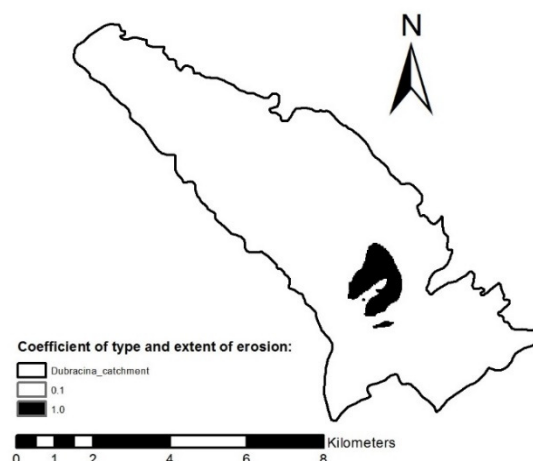 N
Coefficient of type and extent of erosion:
Dubracina_catchment
0.1
1.0
Kilometers
0 1 2 4 6 8